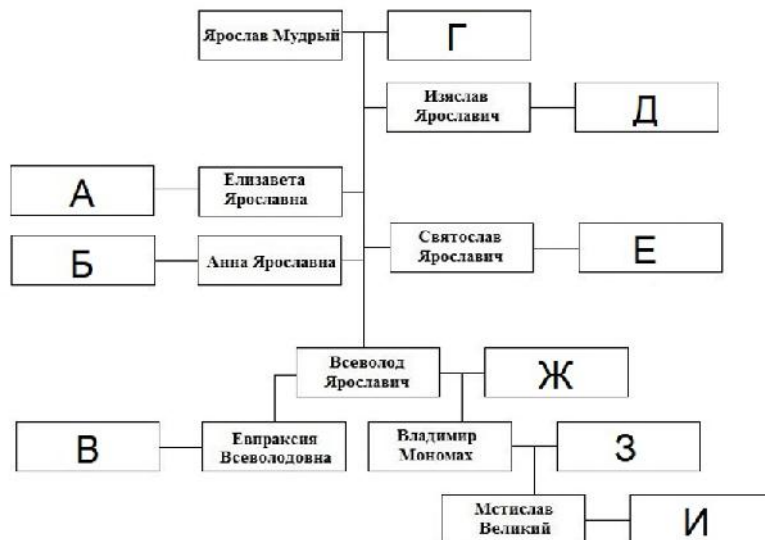 Ярослав Мудрый
Г
Изяслав
Ярославич
Д
А
Елизавета
Ярославна
Б
Анна Ярославна
Святослав
Ярославич
Е
Всеволод
Ярославич
Ж
В
Евпраксия
Всеволодовна
Владимир
Мономах
З
Мстислав
Великий
И